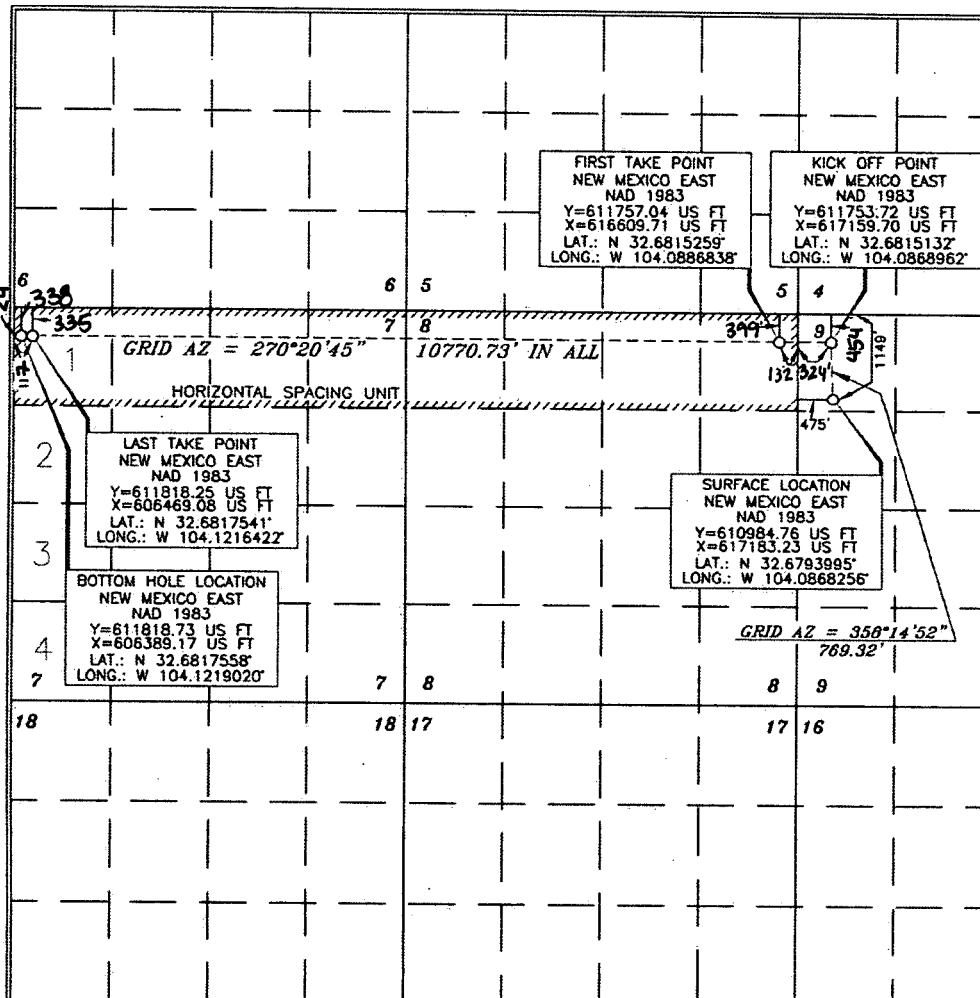 FIRST TAKE POINT
NEW MEXICO EAST
NAD 1983
Y=611757.04 US FT
X=616609.71 US FT
LAT.: N 32.6815259°
LONG.: W 104.0886838°
KICK OFF POINT
NEW MEXICO EAST
NAD 1983
Y=611753.72 US FT
X=617159.70 US FT
LAT.: N 32.6815132°
LONG.: W 104.0868962°
6
6 5
5 4
338
335
7 8
9
399
454
1149
1
GRID AZ = 270°20'45" 10770.73' IN ALL
132
324'
HORIZONTAL SPACING UNIT
475'
2
LAST TAKE POINT
NEW MEXICO EAST
NAD 1983
Y=611818.25 US FT
X=606469.08 US FT
LAT.: N 32.6817541°
LONG.: W 104.1216422°
SURFACE LOCATION
NEW MEXICO EAST
NAD 1983
Y=610984.76 US FT
X=617183.23 US FT
LAT.: N 32.6793995°
LONG.: W 104.0868256°
3
BOTTOM HOLE LOCATION
NEW MEXICO EAST
NAD 1983
Y=611818.73 US FT
X=606389.17 US FT
LAT.: N 32.6817558°
LONG.: W 104.1219020°
4
GRID AZ = 358°14'52"
769.32'
7
7 8
8 9
18
18 17
17 16